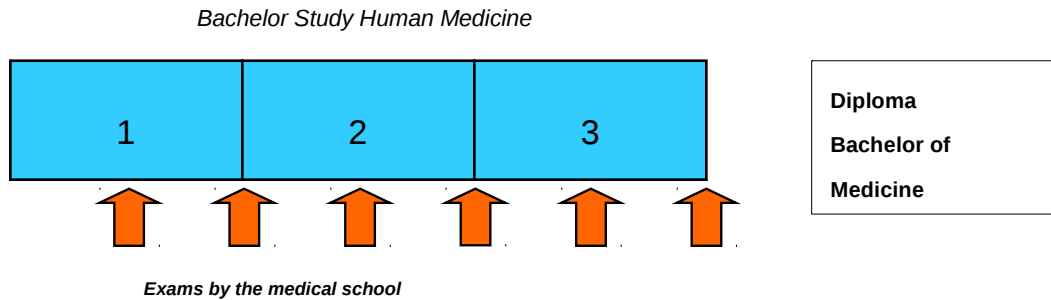 Bachelor Study Human Medicine
1
2
3
Diploma
Bachelor of
Medicine
Exams by the medical school